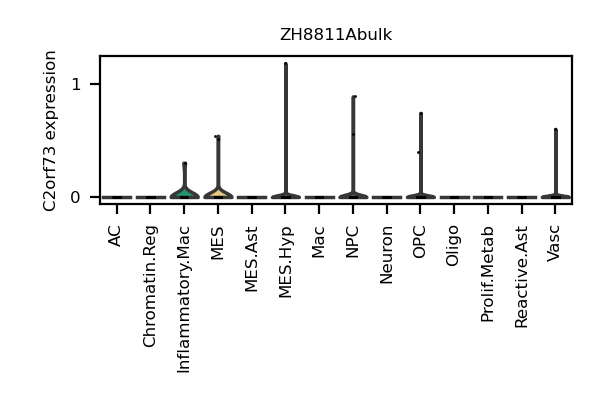 ZH8811Abulk
C2orf73 expression
1
0
AC
Chromatin.Reg
Inflammatory.Mac
MES
MES.Ast
MES.Hyp
Mac
NPC
Neuron
OPC
Oligo
Prolif.Metab
Reactive.Ast
Vasc